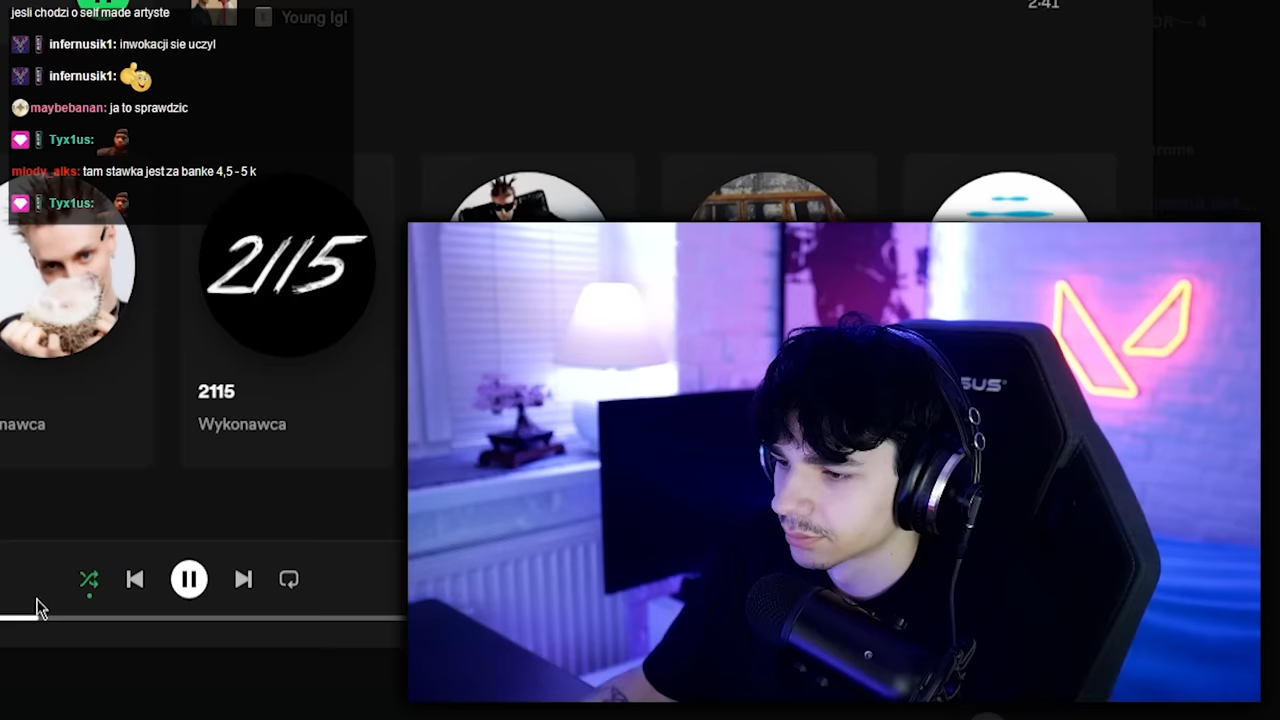 jesli chodzi o self made artyste
Young Igi
2:41
infernusik1: inwokacji sie uczyl
infernusik1:
maybebanan: ja to sprawdzic
Tyx1us:
miody_alks: tam stawka jest za banke 4,5 - 5 k
Tyx1us:
2115
2115
nawca
Wykonawca
SUS